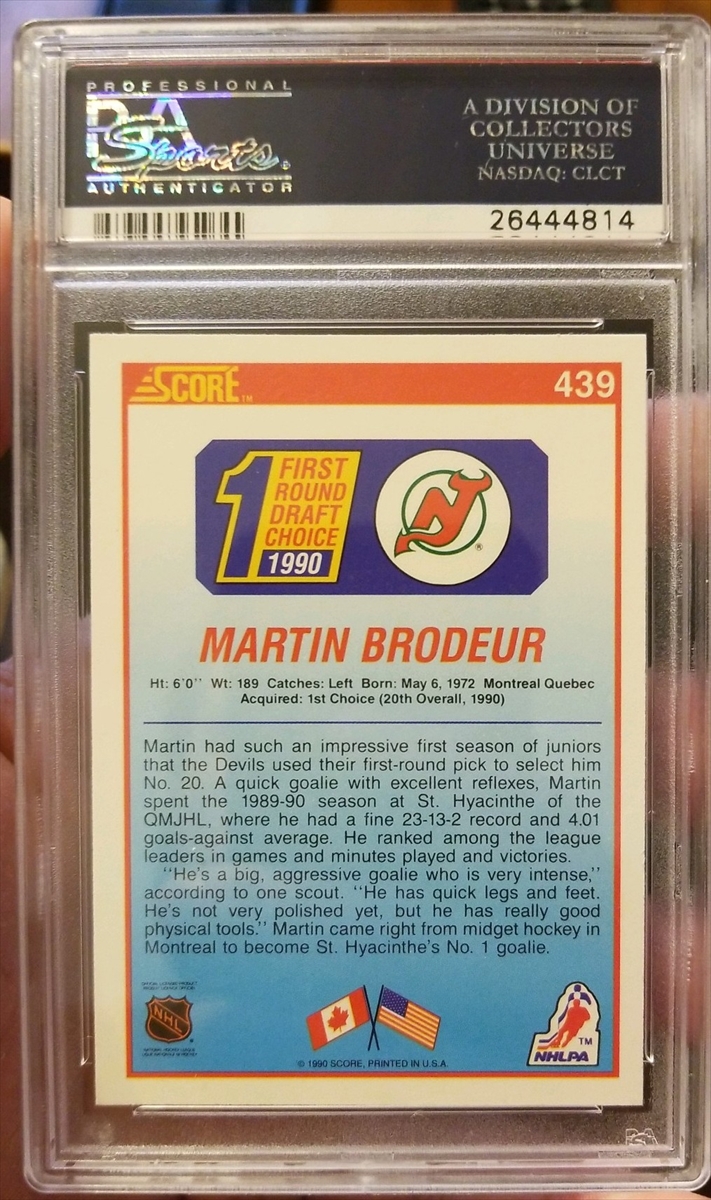 PROFESSIONAL
PSA
Sports®
AUTHENTICATOR
A DIVISION OF
COLLECTORS
UNIVERSE
NASDAQ: CLCT
26444814
SCORE™
439
1 FIRST
ROUND
DRAFT
CHOICE
1990
®
MARTIN BRODEUR
Ht: 6'0'' Wt: 189 Catches: Left Born: May 6, 1972 Montreal Quebec
Acquired: 1st Choice (20th Overall, 1990)
Martin had such an impressive first season of juniors
that the Devils used their first-round pick to select him
No. 20. A quick goalie with excellent reflexes, Martin
spent the 1989-90 season at St. Hyacinthe of the
QMJHL, where he had a fine 23-13-2 record and 4.01
goals-against average. He ranked among the league
leaders in games and minutes played and victories.
‘‘He's a big, aggressive goalie who is very intense,’’
according to one scout. ‘‘He has quick legs and feet.
He's not very polished yet, but he has really good
physical tools.’’ Martin came right from midget hockey in
Montreal to become St. Hyacinthe's No. 1 goalie.
NHL
NHLPA
TM
© 1990 SCORE, PRINTED IN U.S.A.
PSA